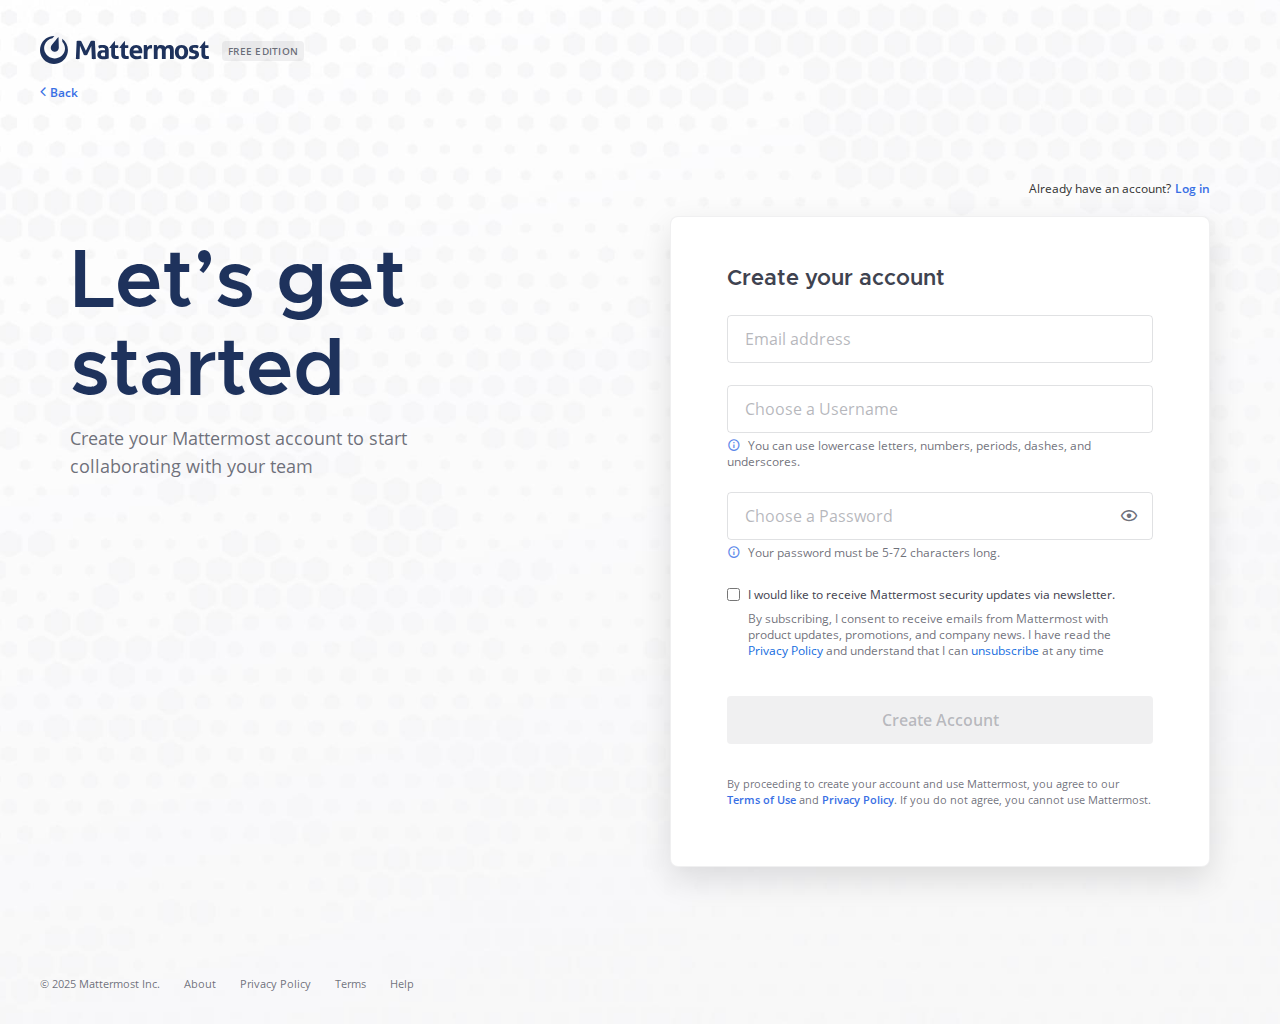 Mattermost FREE EDITION
Back
Already have an account? Log in
Let’s get
started
Create your Mattermost account to start
collaborating with your team
Create your account
Email address
Choose a Username
You can use lowercase letters, numbers, periods, dashes, and
underscores.
Choose a Password
Your password must be 5-72 characters long.
I would like to receive Mattermost security updates via newsletter.
By subscribing, I consent to receive emails from Mattermost with
product updates, promotions, and company news. I have read the
Privacy Policy and understand that I can unsubscribe at any time
Create Account
By proceeding to create your account and use Mattermost, you agree to our
Terms of Use and Privacy Policy. If you do not agree, you cannot use Mattermost.
© 2025 Mattermost Inc. About Privacy Policy Terms Help